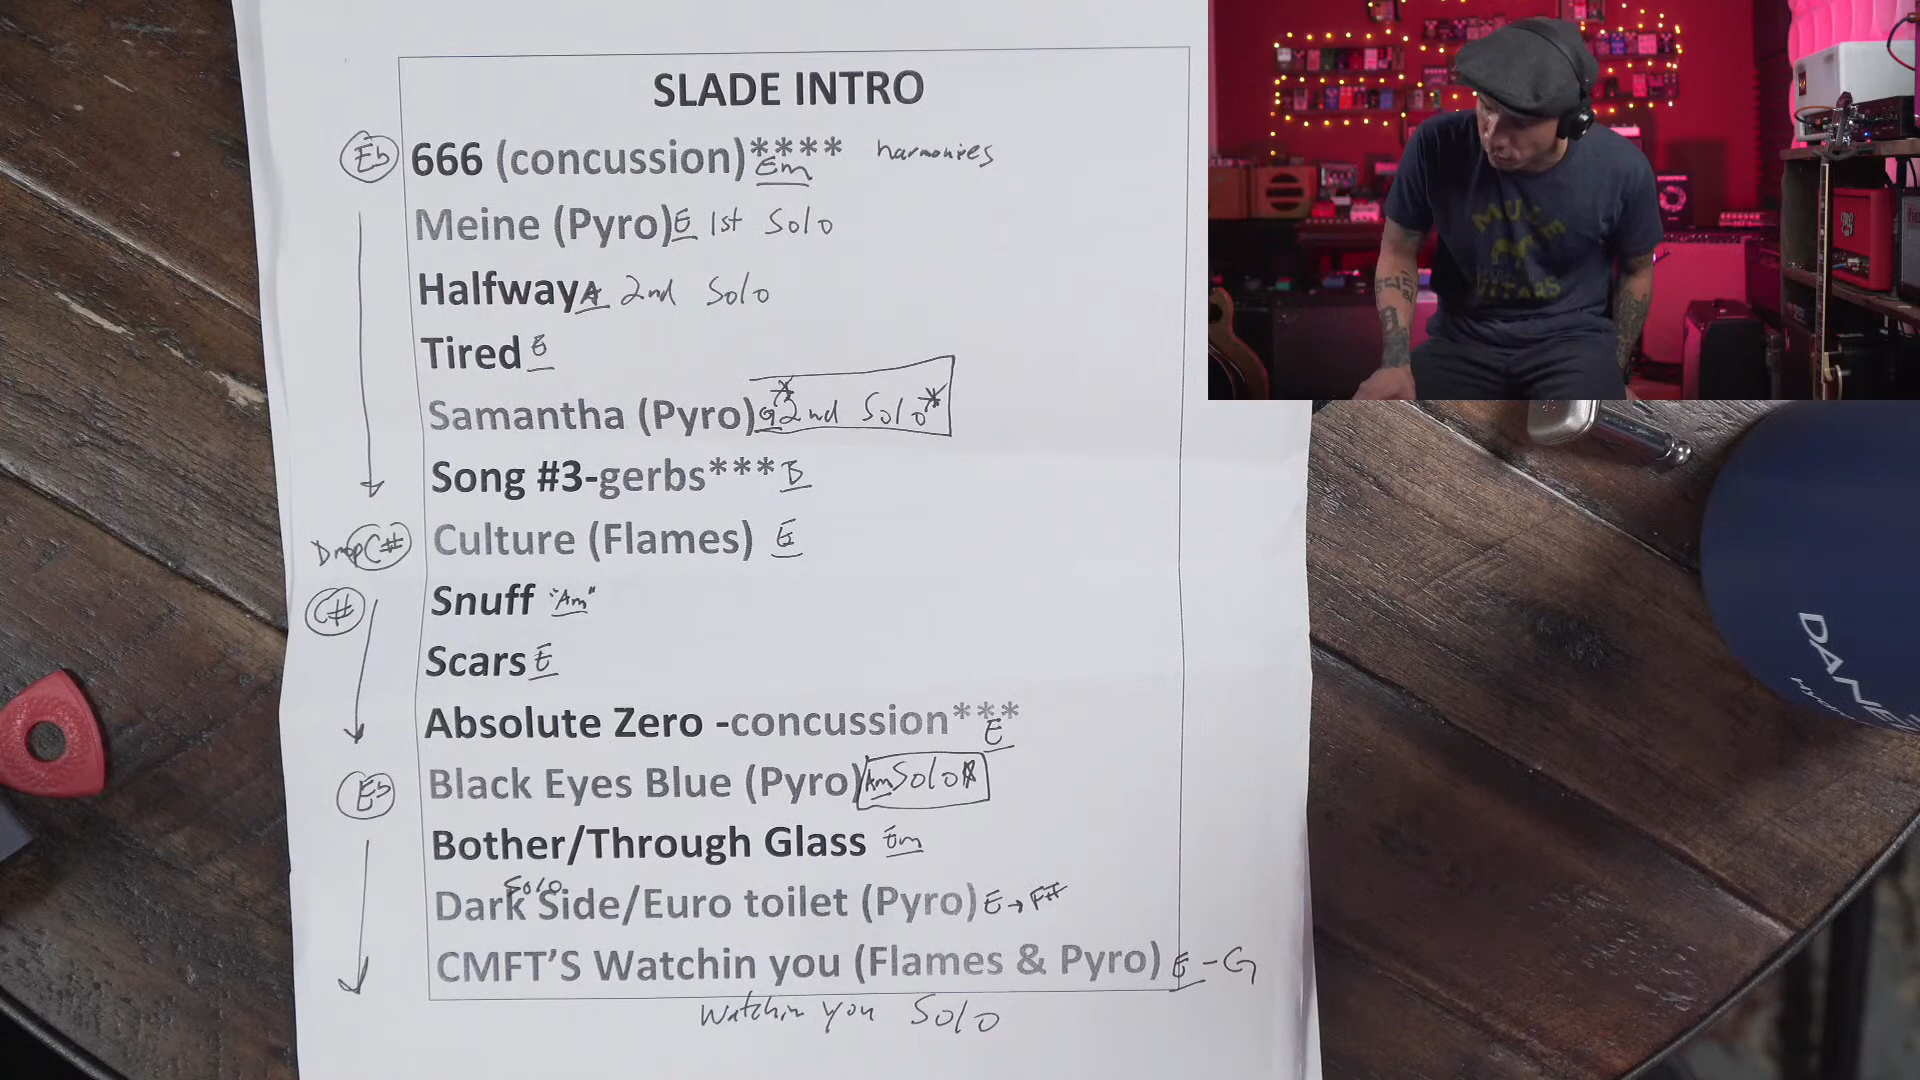 SLADE INTRO
Eb 666 (concussion)**** Em harmonies
Meine (Pyro) E 1st Solo
Halfway A 2nd Solo
Tired E
Samantha (Pyro) G *2nd Solo*
Song #3-gerbs*** B
Drop C# Culture (Flames) E
C# Snuff "Am"
Scars E
Absolute Zero -concussion*** E
Eb Black Eyes Blue (Pyro) Am Solo*
Bother/Through Glass Em
Solo
Dark Side/Euro toilet (Pyro) E → F#
CMFT'S Watchin you (Flames & Pyro) E - G
Watchin you Solo
MULE
GUITARS